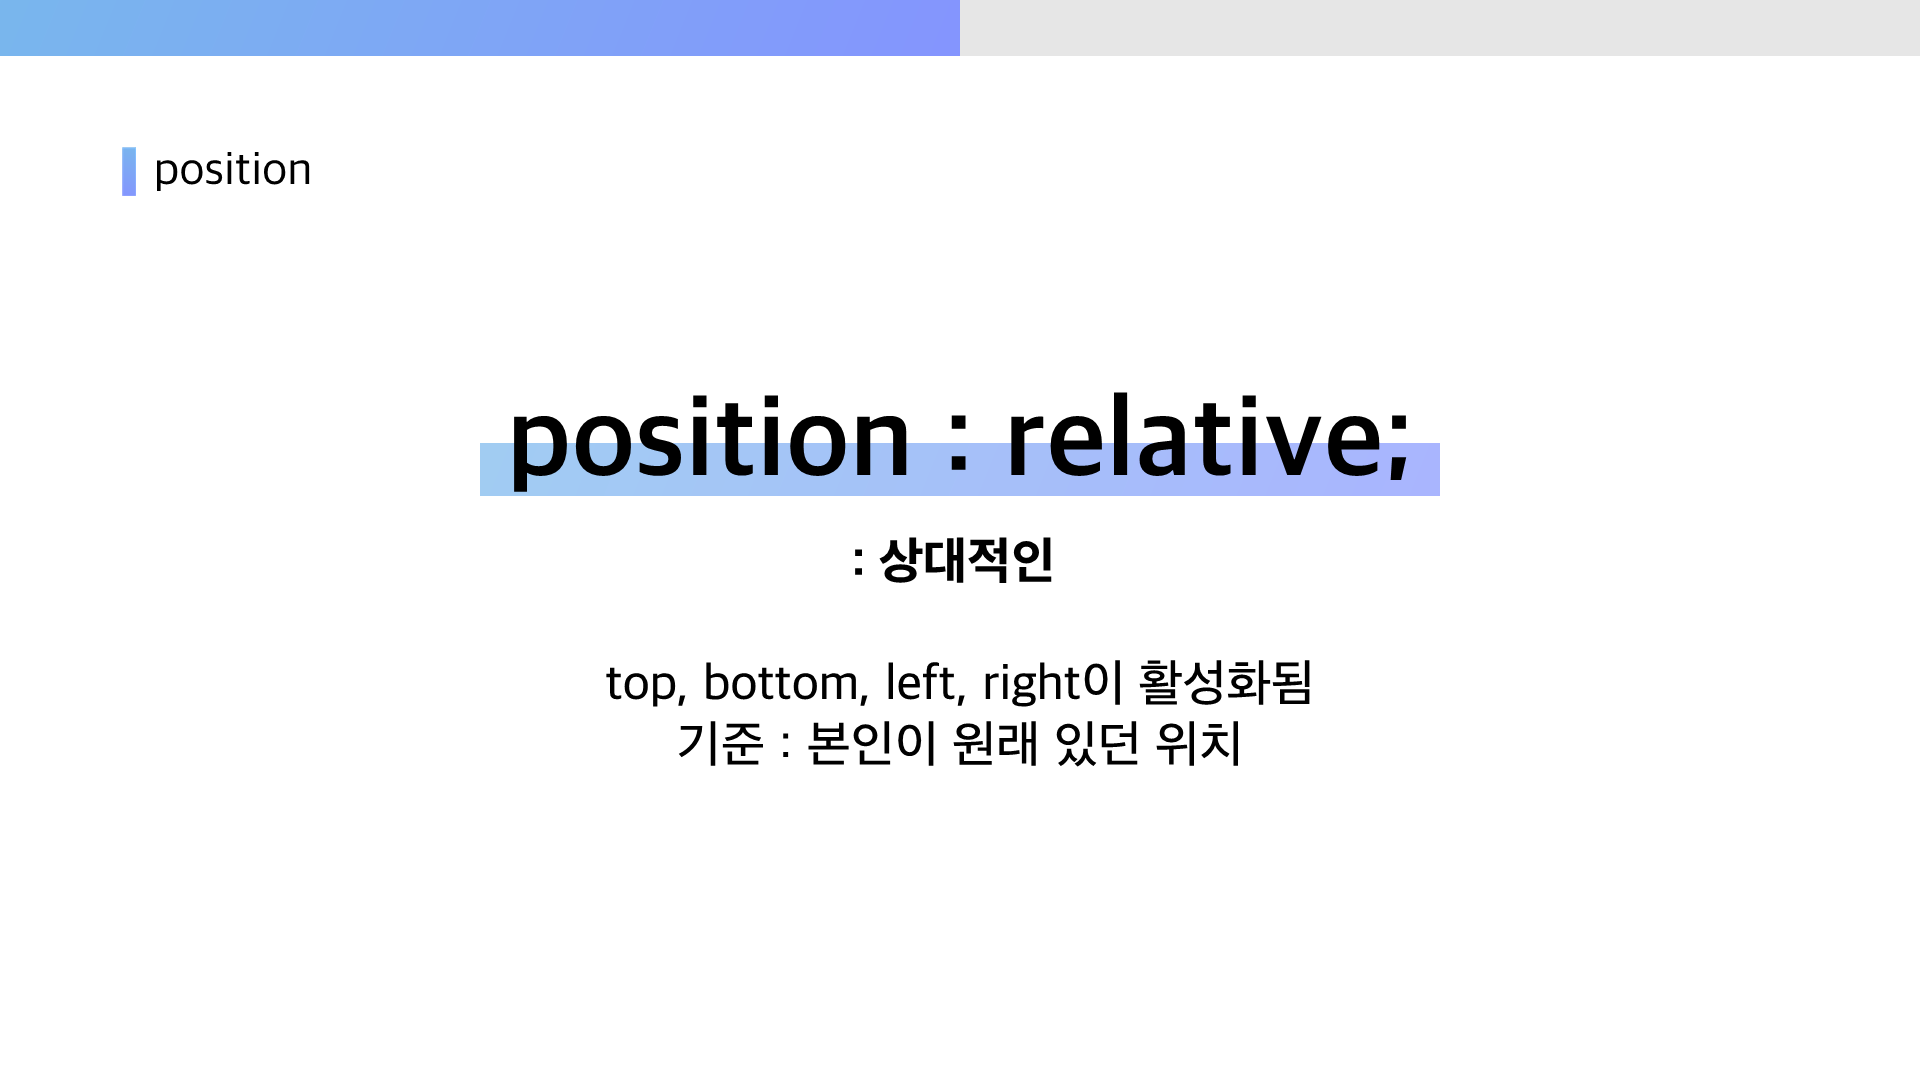 position
position : relative;
: 상대적인
top, bottom, left, right이 활성화됨
기준 : 본인이 원래 있던 위치